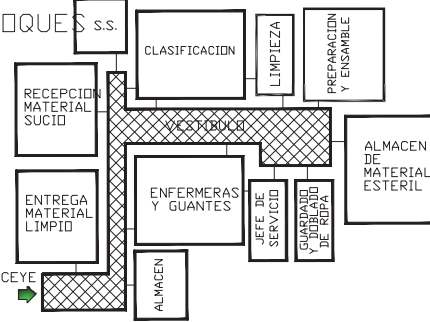 OQUES
S.S.
CLASIFICACION
LIMPIEZA
PREPARACION
Y ENSAMBLE
RECEPCION
MATERIAL
SUCIO
VESTIBULO
ALMACEN
DE
MATERIAL
ESTERIL
ENTREGA
MATERIAL
LIMPIO
ENFERMERAS
Y GUANTES
JEFE DE
SERVICIO
GUARDADO
Y DOBLADO
DE ROPA
CEYE
ALMACEN